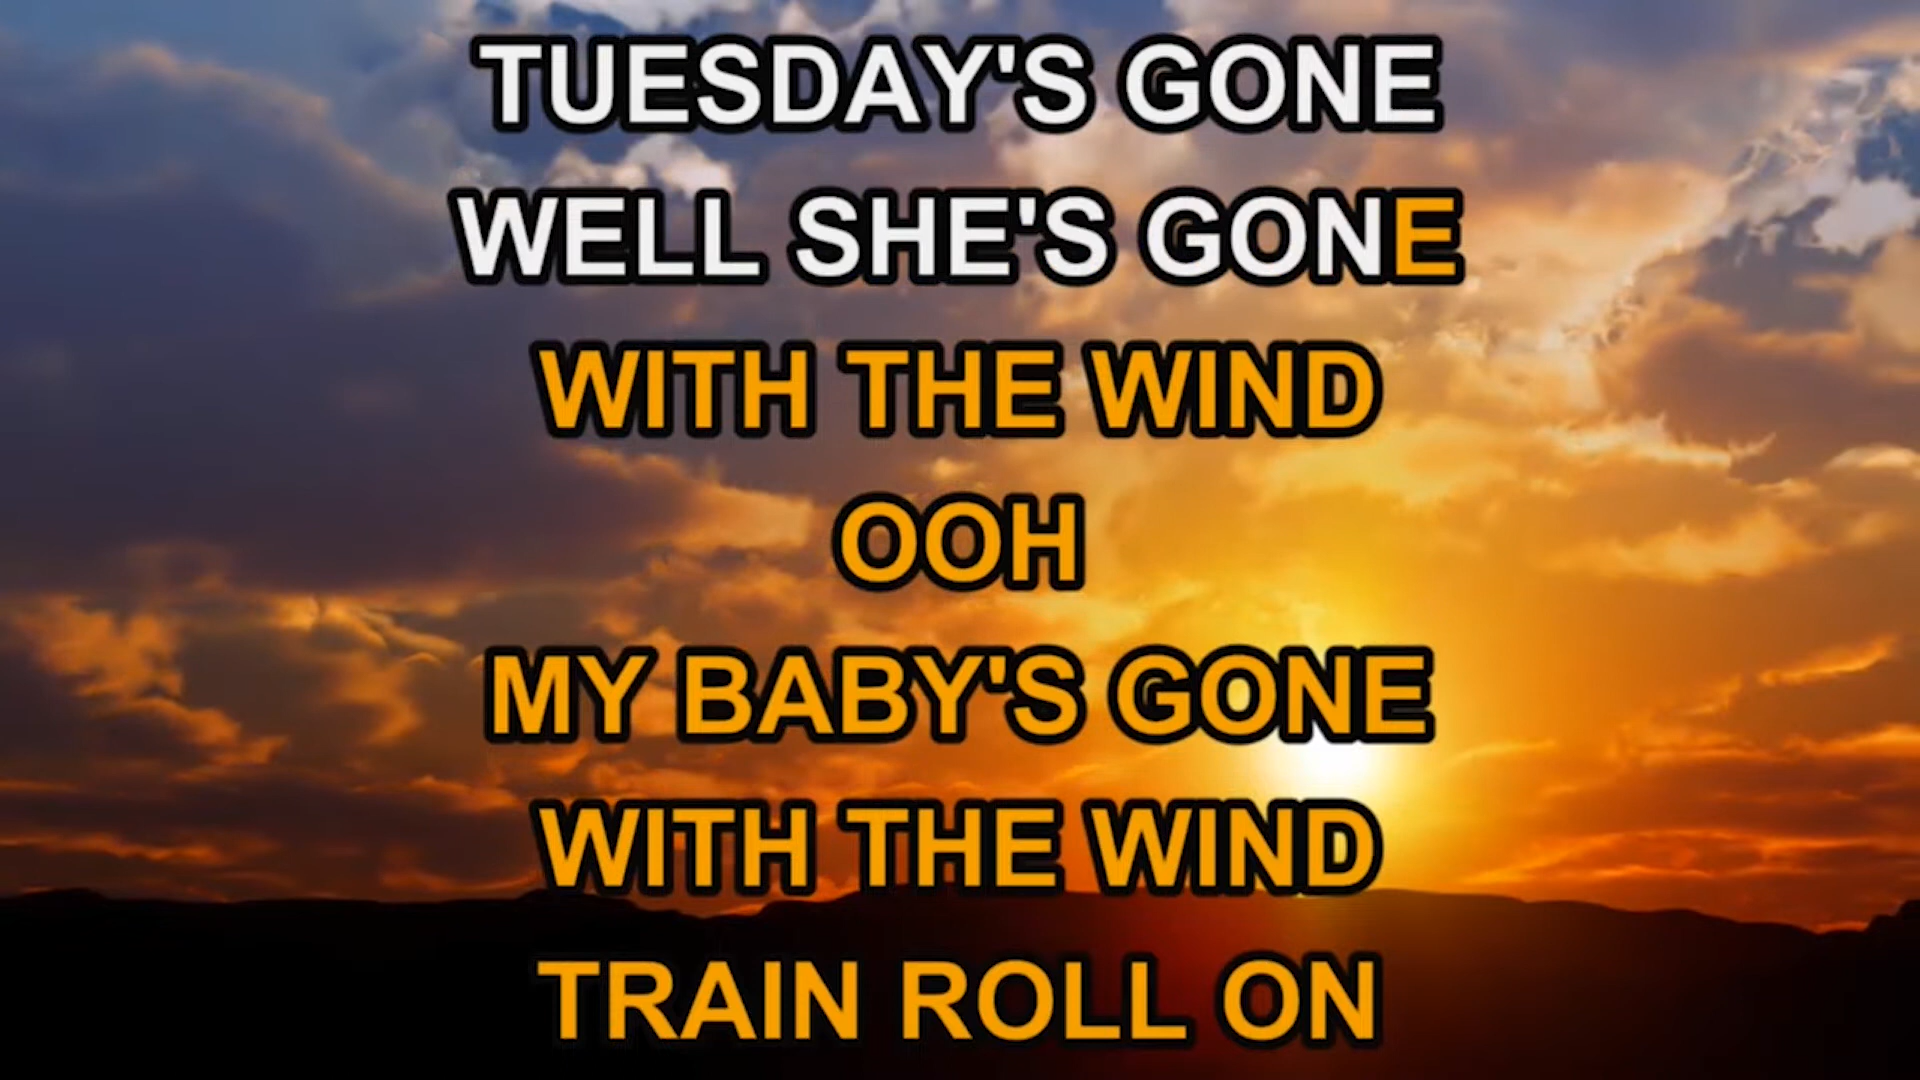 TUESDAY'S GONE
WELL SHE'S GONE
WITH THE WIND
OOH
MY BABY'S GONE
WITH THE WIND
TRAIN ROLL ON